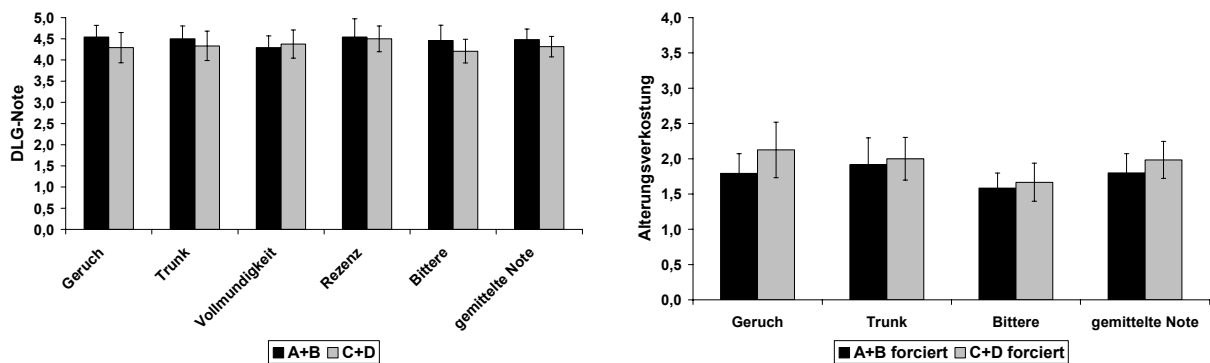 DLG-Note
5,0
4,5
4,0
3,5
3,0
2,5
2,0
1,5
1,0
0,5
0,0
Geruch
Trunk
Vollmundigkeit
Rezenz
Bittere
gemittelte Note
A+B C+D
Alterungsverkostung
4,0
3,5
3,0
2,5
2,0
1,5
1,0
0,5
0,0
Geruch Trunk Bittere gemittelte Note
A+B forciert C+D forciert